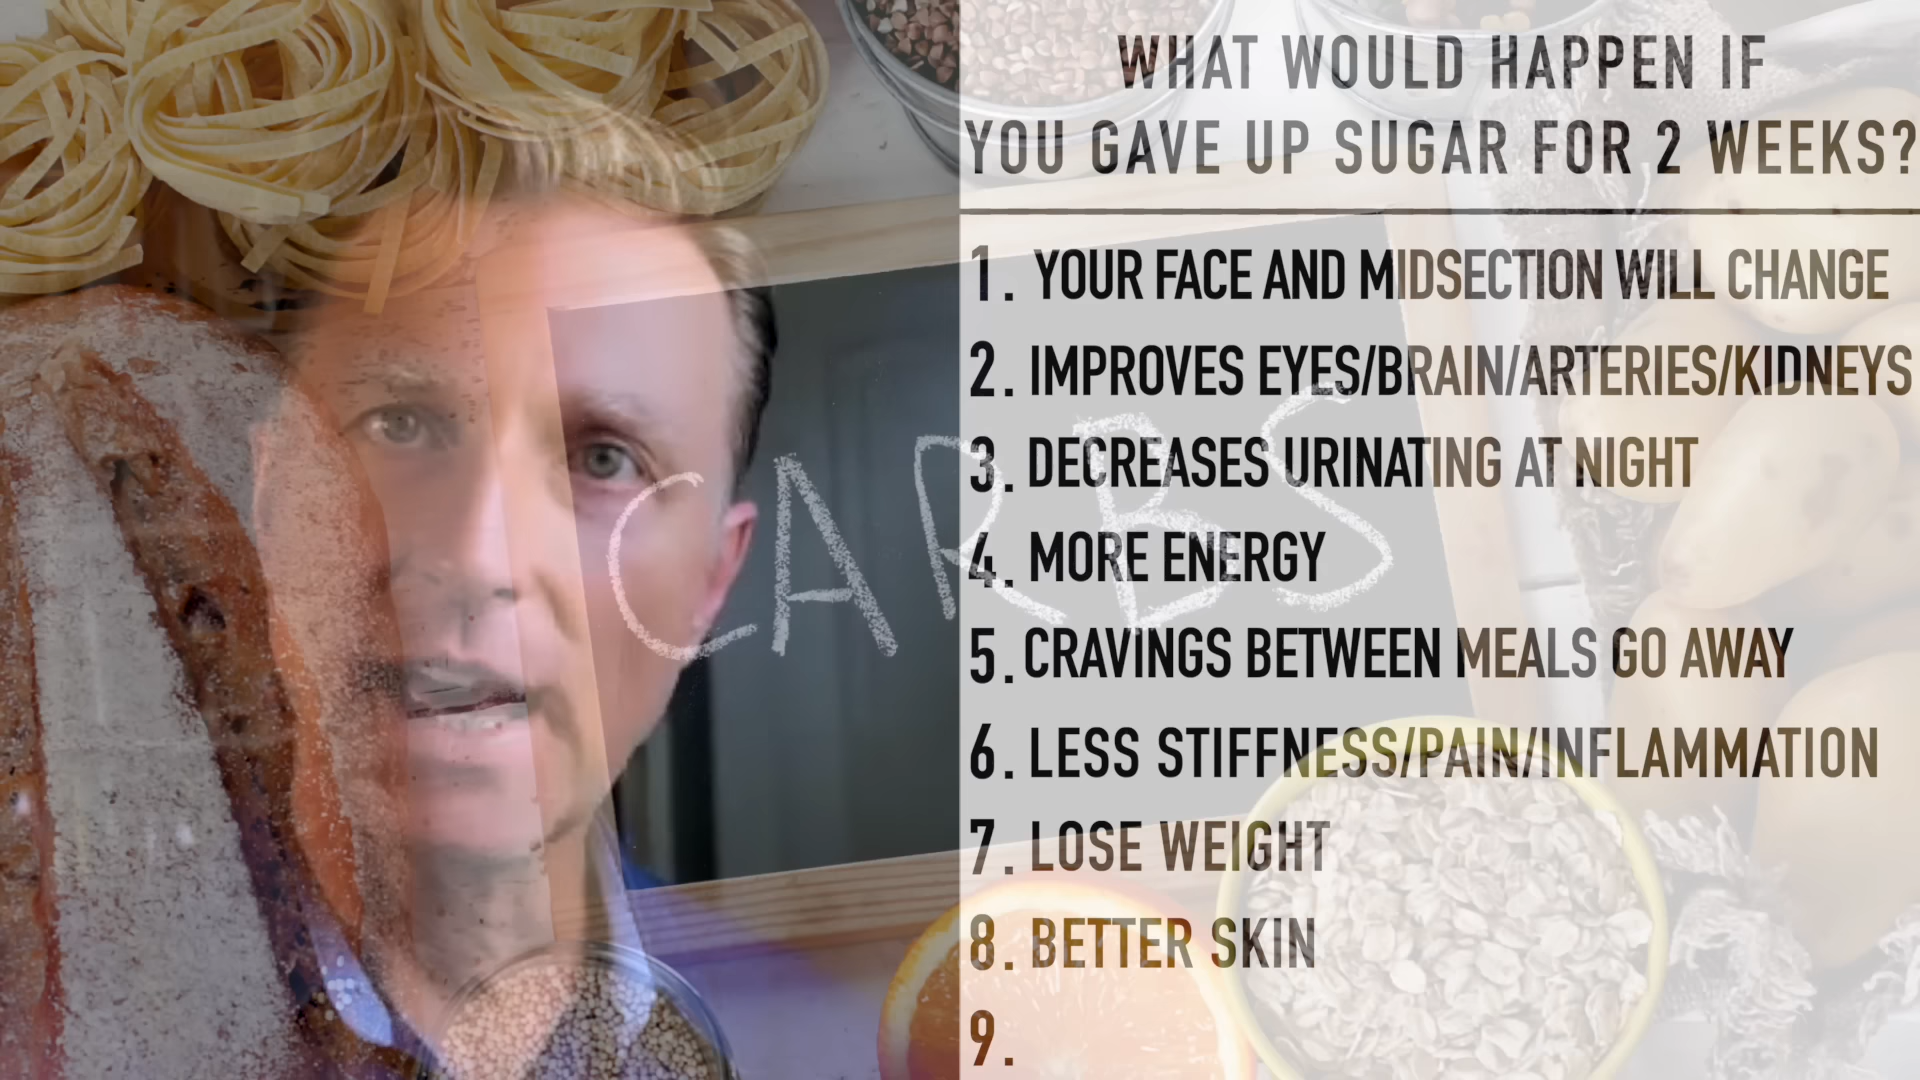 WHAT WOULD HAPPEN IF
YOU GAVE UP SUGAR FOR 2 WEEKS?
1. YOUR FACE AND MIDSECTION WILL CHANGE
2. IMPROVES EYES/BRAIN/ARTERIES/KIDNEYS
3. DECREASES URINATING AT NIGHT
4. MORE ENERGY
5. CRAVINGS BETWEEN MEALS GO AWAY
6. LESS STIFFNESS/PAIN/INFLAMMATION
7. LOSE WEIGHT
8. BETTER SKIN
9.
CARBS